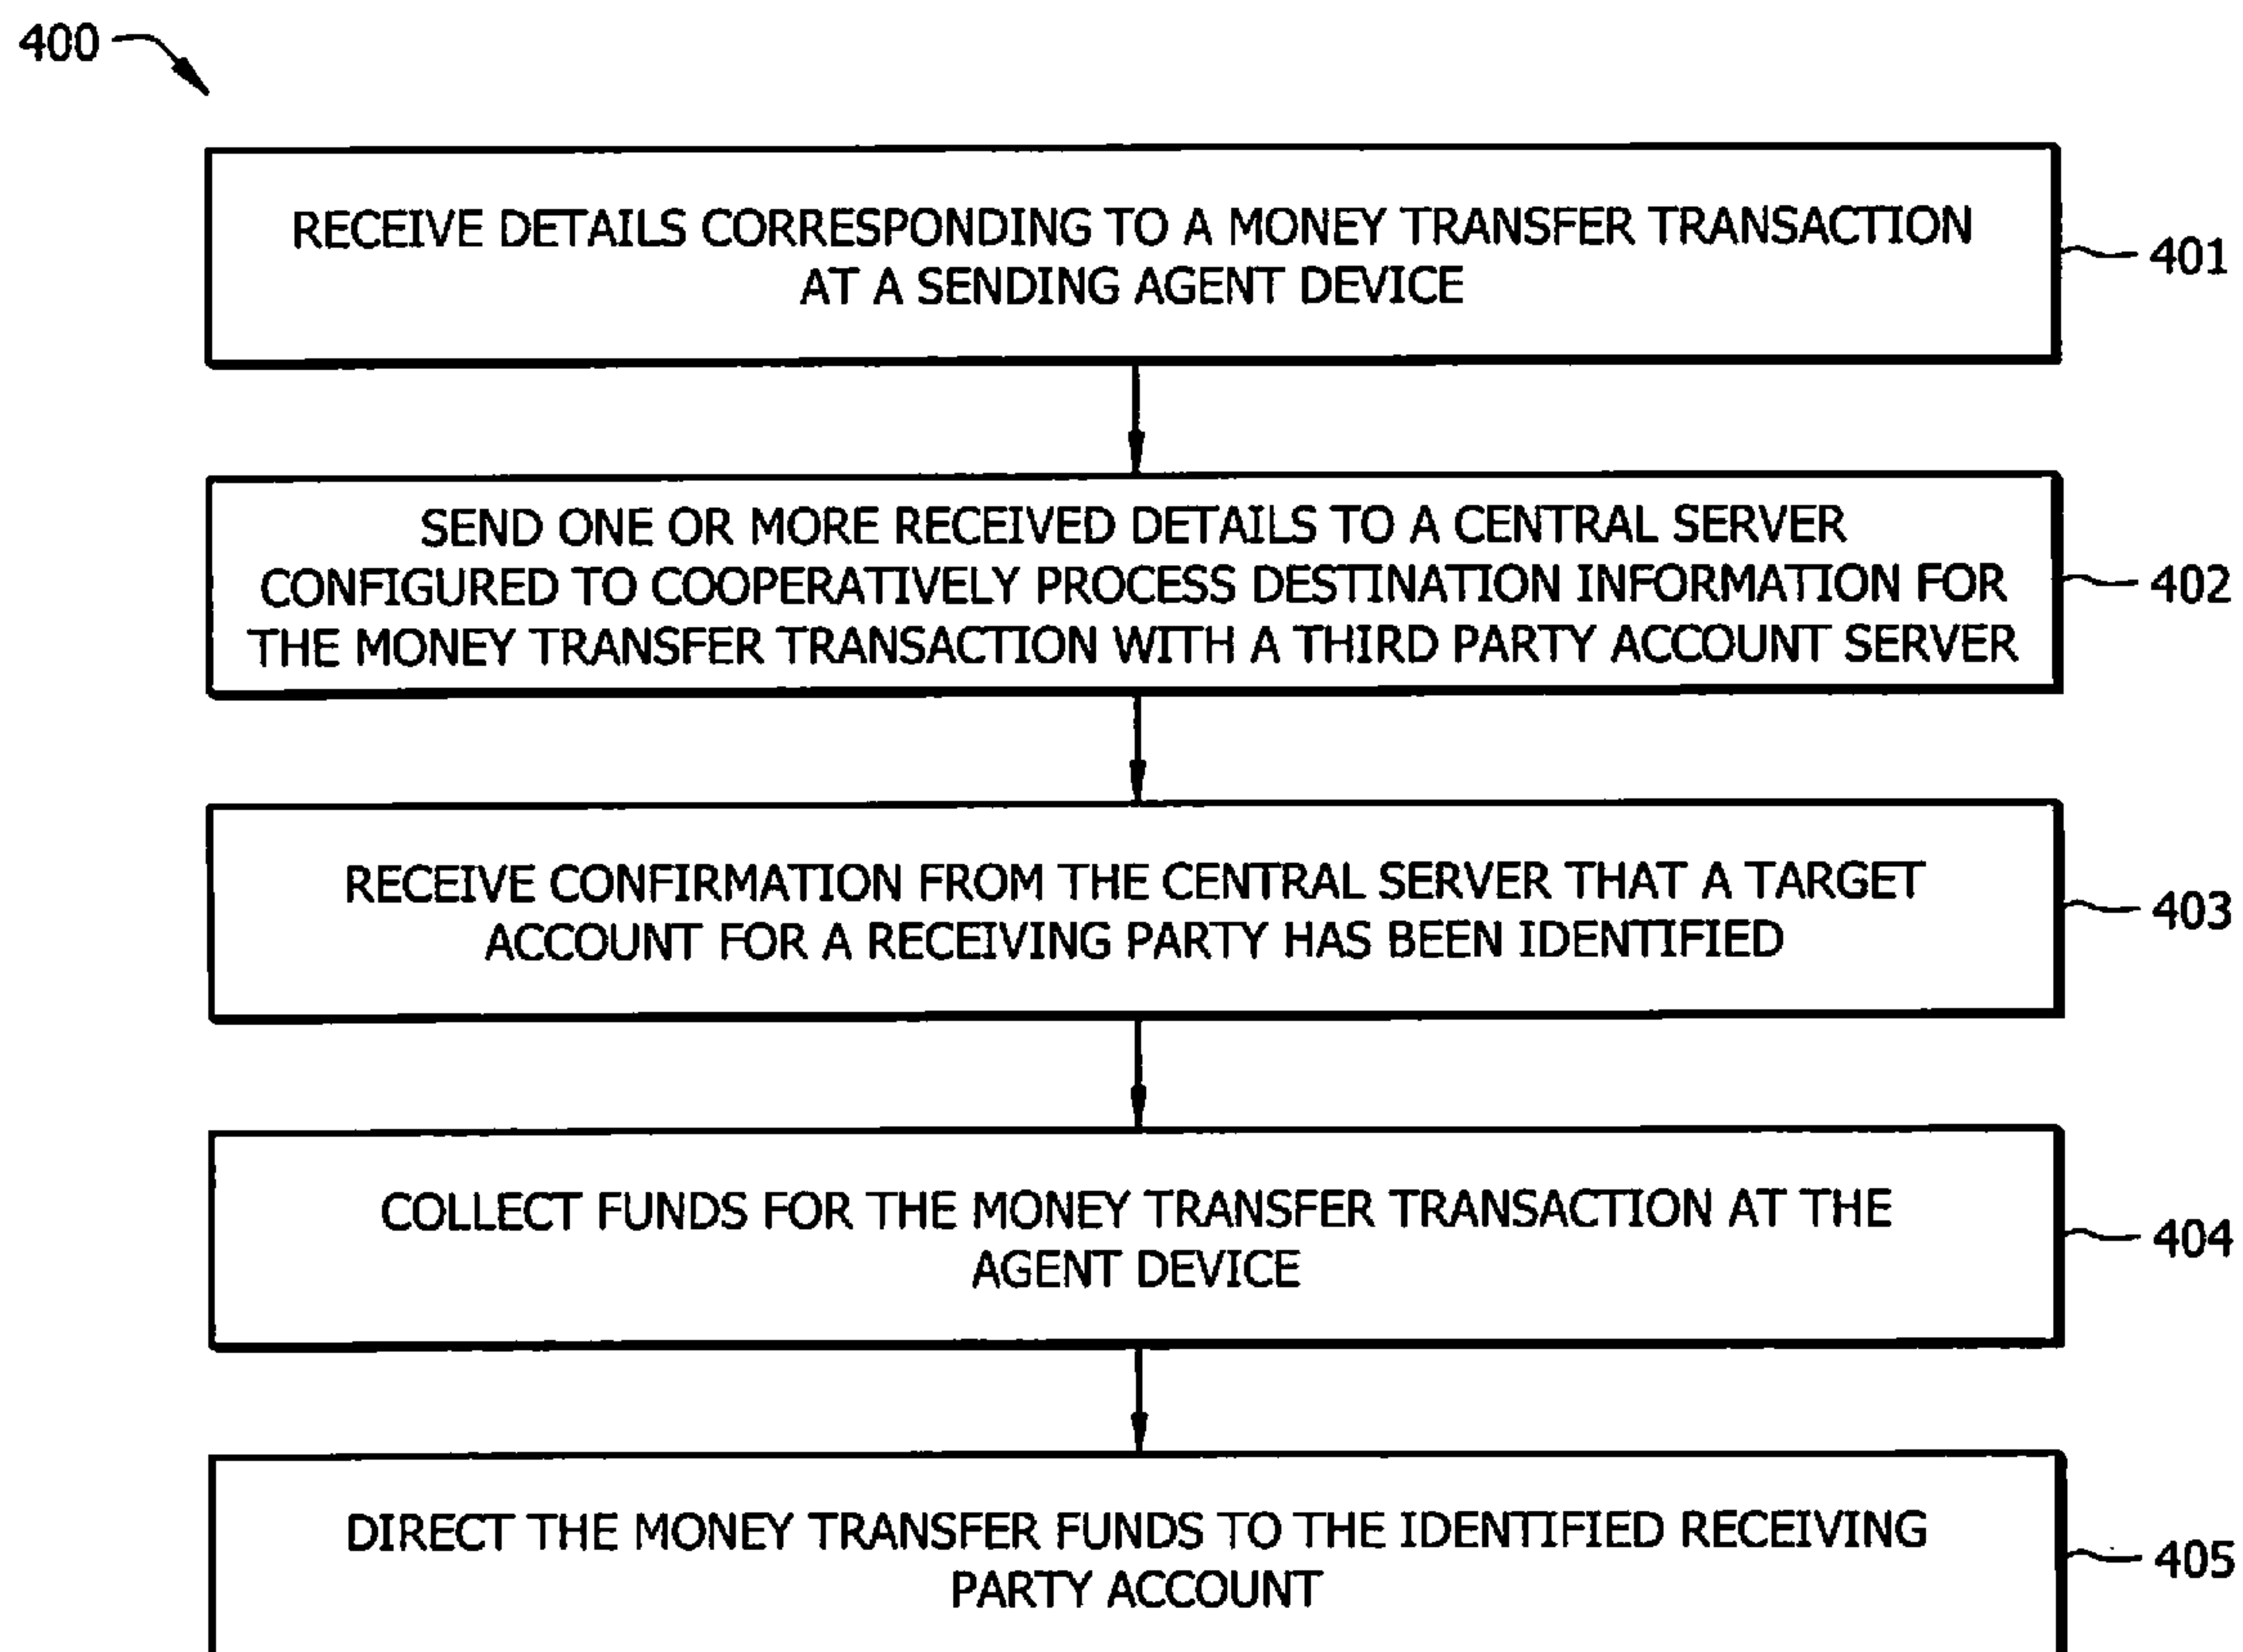 400
RECEIVE DETAILS CORRESPONDING TO A MONEY TRANSFER TRANSACTION
AT A SENDING AGENT DEVICE
401
SEND ONE OR MORE RECEIVED DETAILS TO A CENTRAL SERVER
CONFIGURED TO COOPERATIVELY PROCESS DESTINATION INFORMATION FOR
THE MONEY TRANSFER TRANSACTION WITH A THIRD PARTY ACCOUNT SERVER
402
RECEIVE CONFIRMATION FROM THE CENTRAL SERVER THAT A TARGET
ACCOUNT FOR A RECEIVING PARTY HAS BEEN IDENTIFIED
403
COLLECT FUNDS FOR THE MONEY TRANSFER TRANSACTION AT THE
AGENT DEVICE
404
DIRECT THE MONEY TRANSFER FUNDS TO THE IDENTIFIED RECEIVING
PARTY ACCOUNT
405